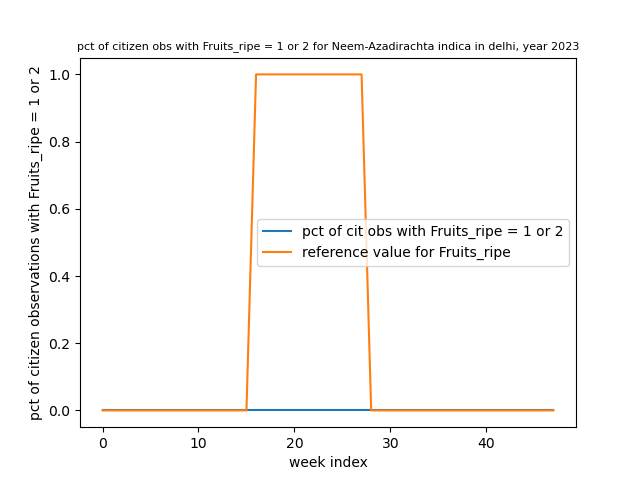 pct of citizen obs with Fruits_ripe = 1 or 2 for Neem-Azadirachta indica in delhi, year 2023
pct of citizen observations with Fruits_ripe = 1 or 2
1.0
0.8
0.6
0.4
0.2
0.0
pct of cit obs with Fruits_ripe = 1 or 2
reference value for Fruits_ripe
0 10 20 30 40
week index